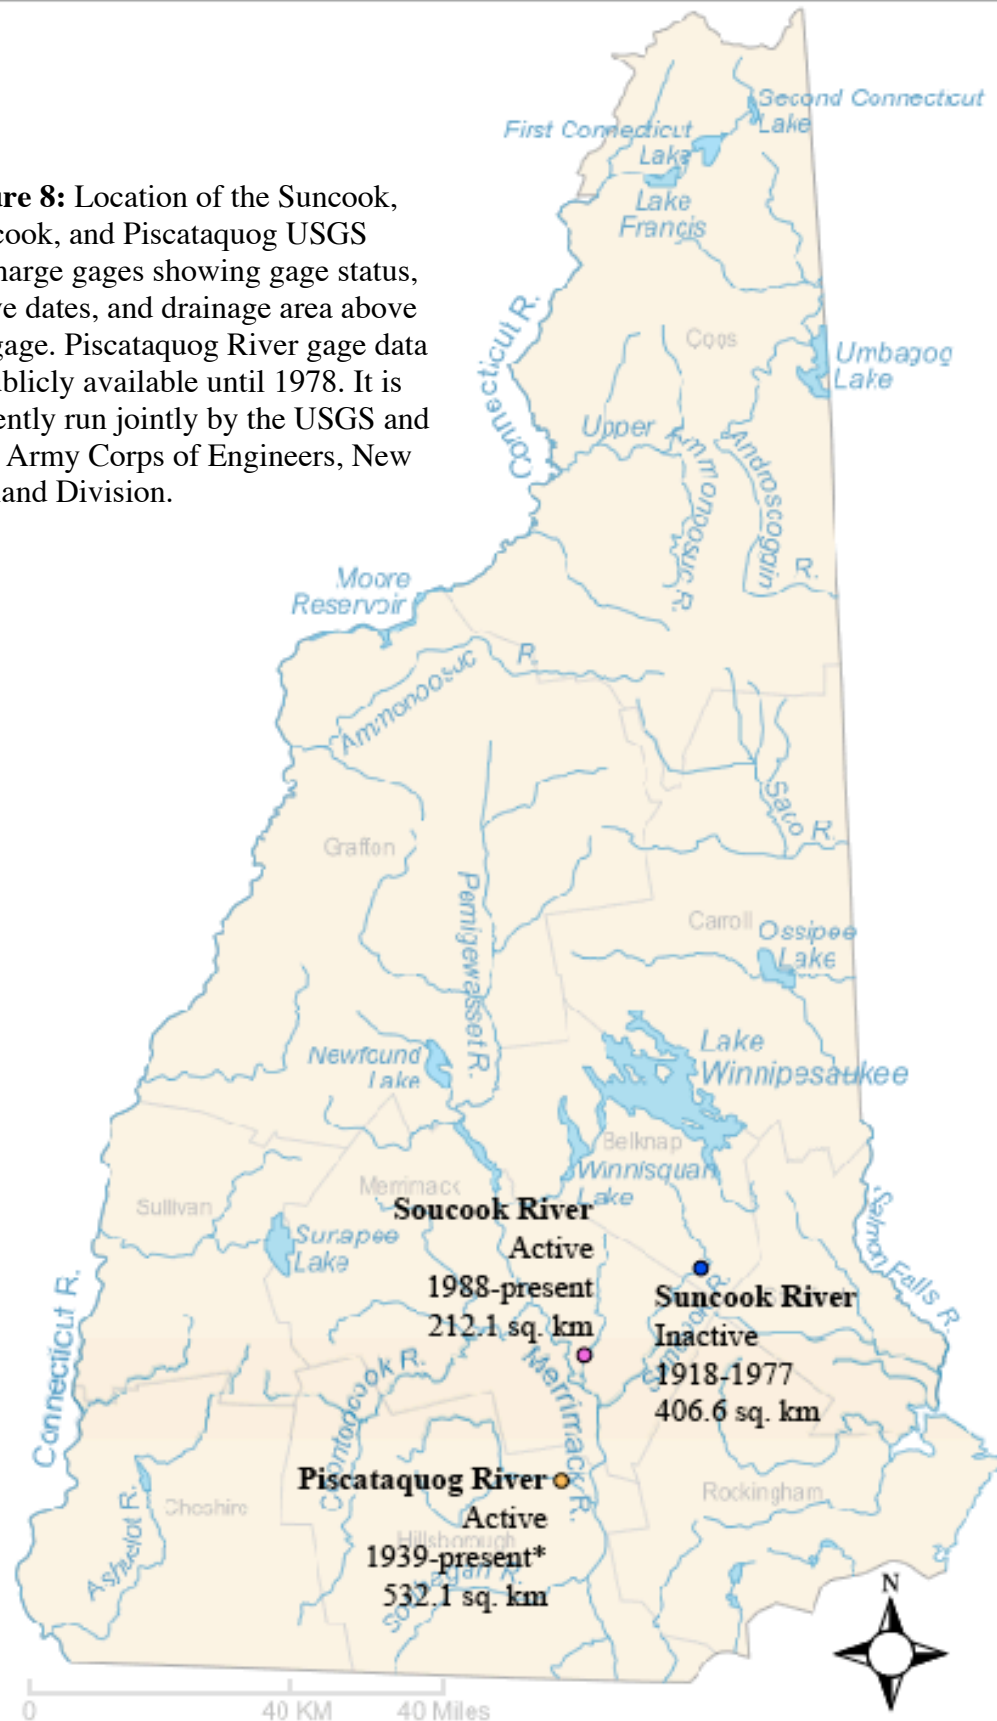 ure 8: Location of the Suncook,
cook, and Piscataquog USGS
harge gages showing gage status,
ve dates, and drainage area above
gage. Piscataquog River gage data
blicly available until 1978. It is
ently run jointly by the USGS and
Army Corps of Engineers, New
and Division.
Second Connecticut
Lake
First Connecticut
Lake
Lake
Francis
Connecticut R.
Coos
Umbagog
Lake
Upper Ammonoosuc R.
Androscoggin R.
Moore
Reservoir
Ammonoosuc R.
Saco R.
Grafton
Pemigewasset R.
Carroll
Ossipee
Lake
Newfound
Lake
Lake
Winnipesaukee
Belknap
Winnisquam
Lake
Merrimack
Sullivan
Sunapee
Lake
Salmon Falls R.
Soucook River
Active
1988-present
212.1 sq. km
Suncook River
Inactive
1918-1977
406.6 sq. km
Suncook R.
Connecticut R.
Contoocook R.
Merrimack R.
Piscataquog River
Active
1939-present*
532.1 sq. km
Rockingham
Cheshire
Ashuelot R.
Hillsborough
Souhegan R.
N
0 40 KM 40 Miles